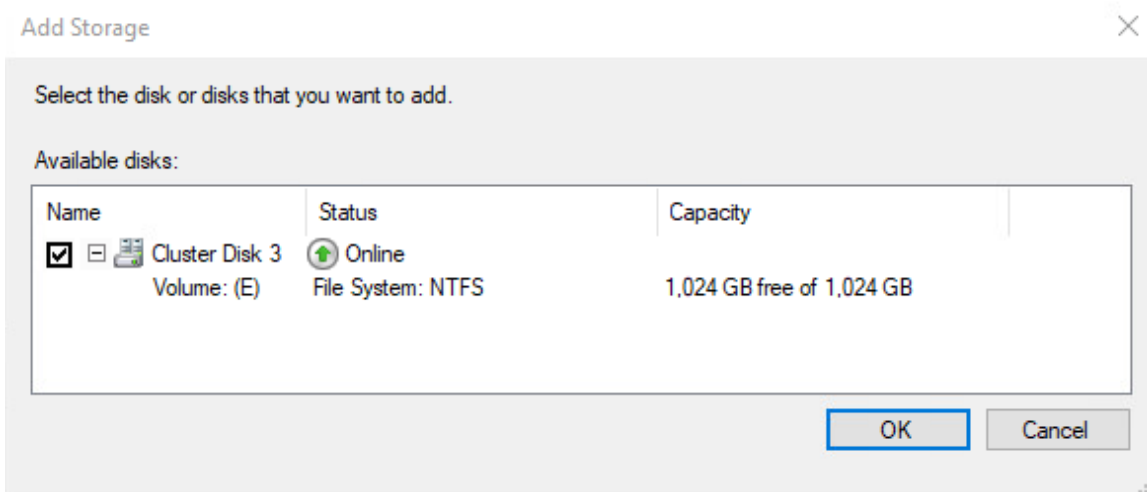 Add Storage
Select the disk or disks that you want to add.
Available disks:
Name Status Capacity
Cluster Disk 3 Online
Volume: (E) File System: NTFS 1,024 GB free of 1,024 GB
OK Cancel